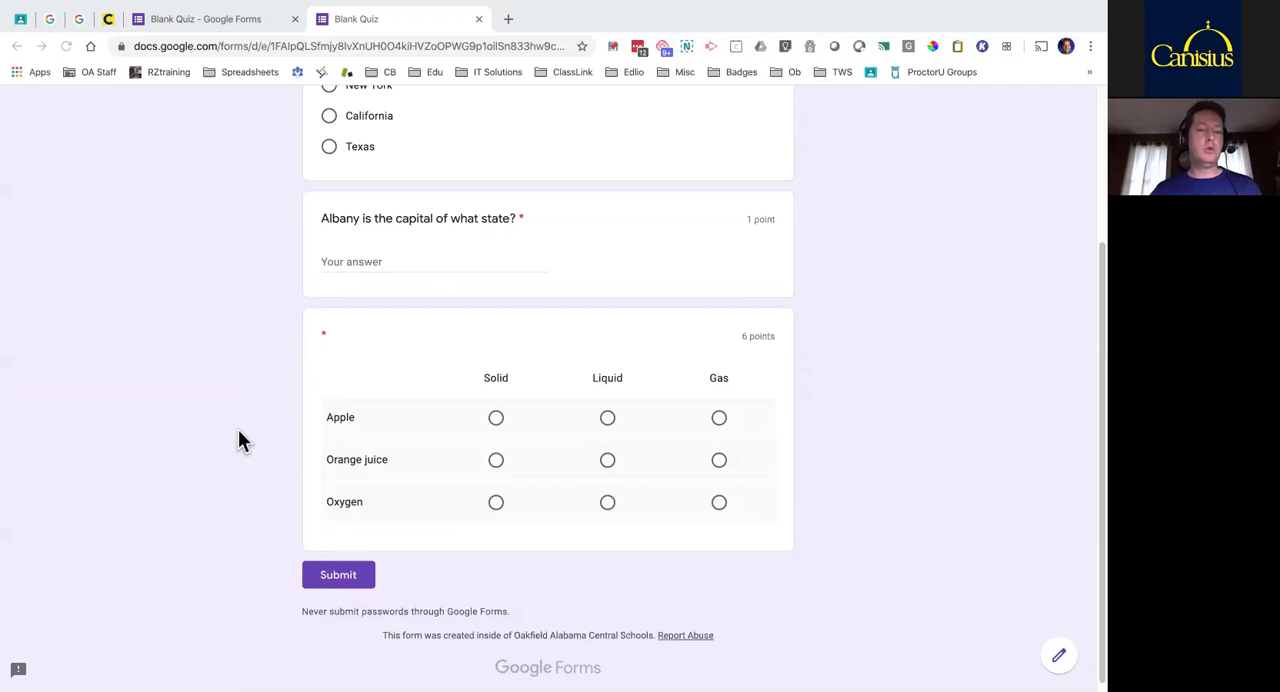 Blank Quiz - Google Forms
Blank Quiz
docs.google.com/forms/d/e/1FAIpQLSfmjy8lvXnUH0O4kiHVZoOPWG9p1oilSn833hw9c...
12
9+
Apps
OA Staff
RZtraining
Spreadsheets
CB
Edu
IT Solutions
ClassLink
Edlio
Misc
Badges
Ob
TWS
ProctorU Groups
»
Canisius
New York
California
Texas
Albany is the capital of what state? *
1 point
Your answer
*
6 points
Solid Liquid Gas
Apple
Orange juice
Oxygen
Submit
Never submit passwords through Google Forms.
This form was created inside of Oakfield Alabama Central Schools. Report Abuse
Google Forms